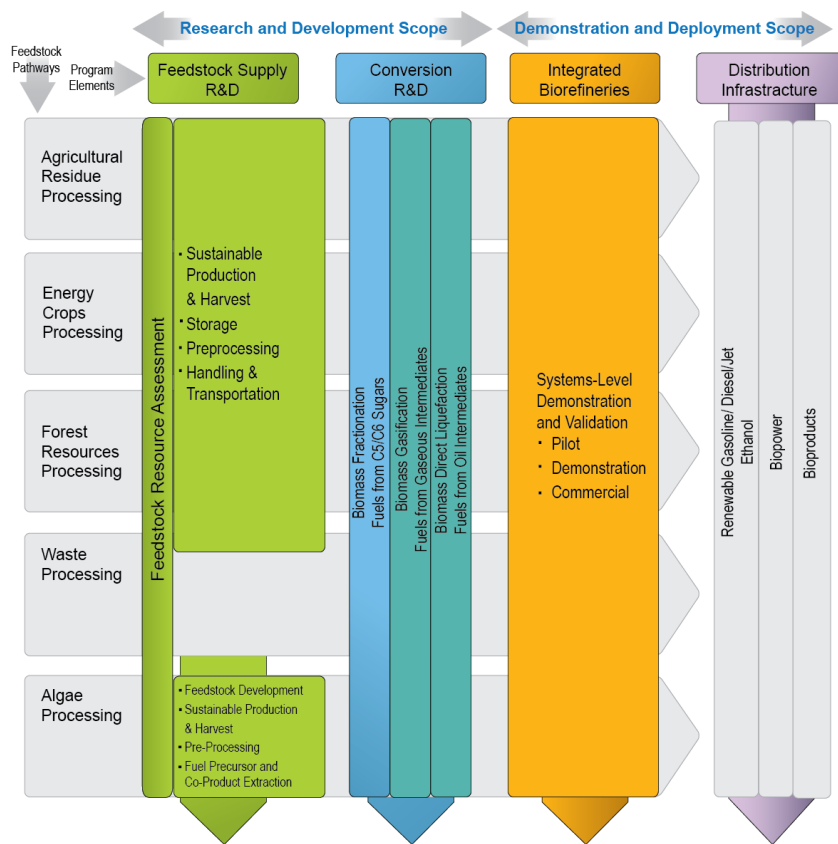 Research and Development Scope
Demonstration and Deployment Scope
Feedstock
Pathways
Program
Elements
Feedstock Supply
R&D
Conversion
R&D
Integrated
Biorefineries
Distribution
Infrastracture
Agricultural
Residue
Processing
Energy
Crops
Processing
Forest
Resources
Processing
Waste
Processing
Algae
Processing
Feedstock Resource Assessment
• Sustainable
Production
& Harvest
• Storage
• Preprocessing
• Handling &
Transportation
• Feedstock Development
• Sustainable Production
& Harvest
• Pre-Processing
• Fuel Precursor and
Co-Product Extraction
Biomass Fractionation
Fuels from C5/C6 Sugars
Biomass Gasification
Fuels from Gaseous Intermediates
Biomass Direct Liquefaction
Fuels from Oil Intermediates
Systems-Level
Demonstration
and Validation
• Pilot
• Demonstration
• Commercial
Renewable Gasoline/ Diesel/Jet
Ethanol
Biopower
Bioproducts